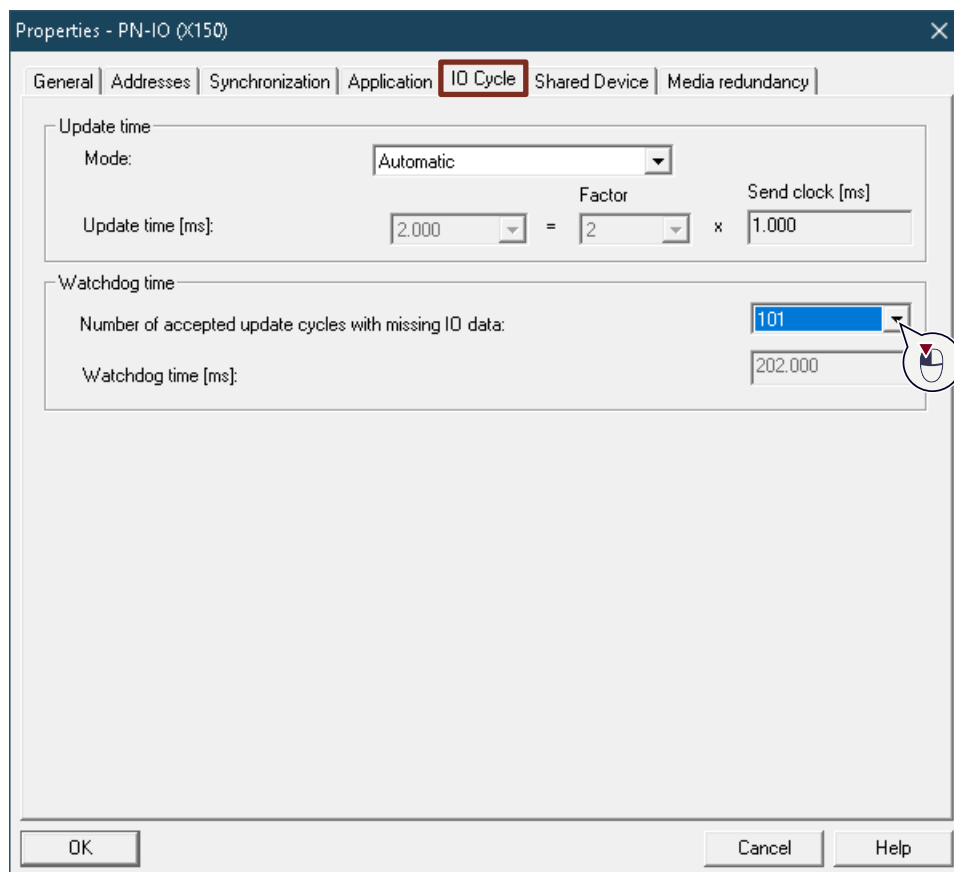 Properties - PN-IO (X150)
General Addresses Synchronization Application IO Cycle Shared Device Media redundancy
Update time
Mode: Automatic
Factor Send clock [ms]
Update time [ms]: 2.000 = 2 x 1.000
Watchdog time
Number of accepted update cycles with missing IO data: 101
Watchdog time [ms]: 202.000
OK Cancel Help